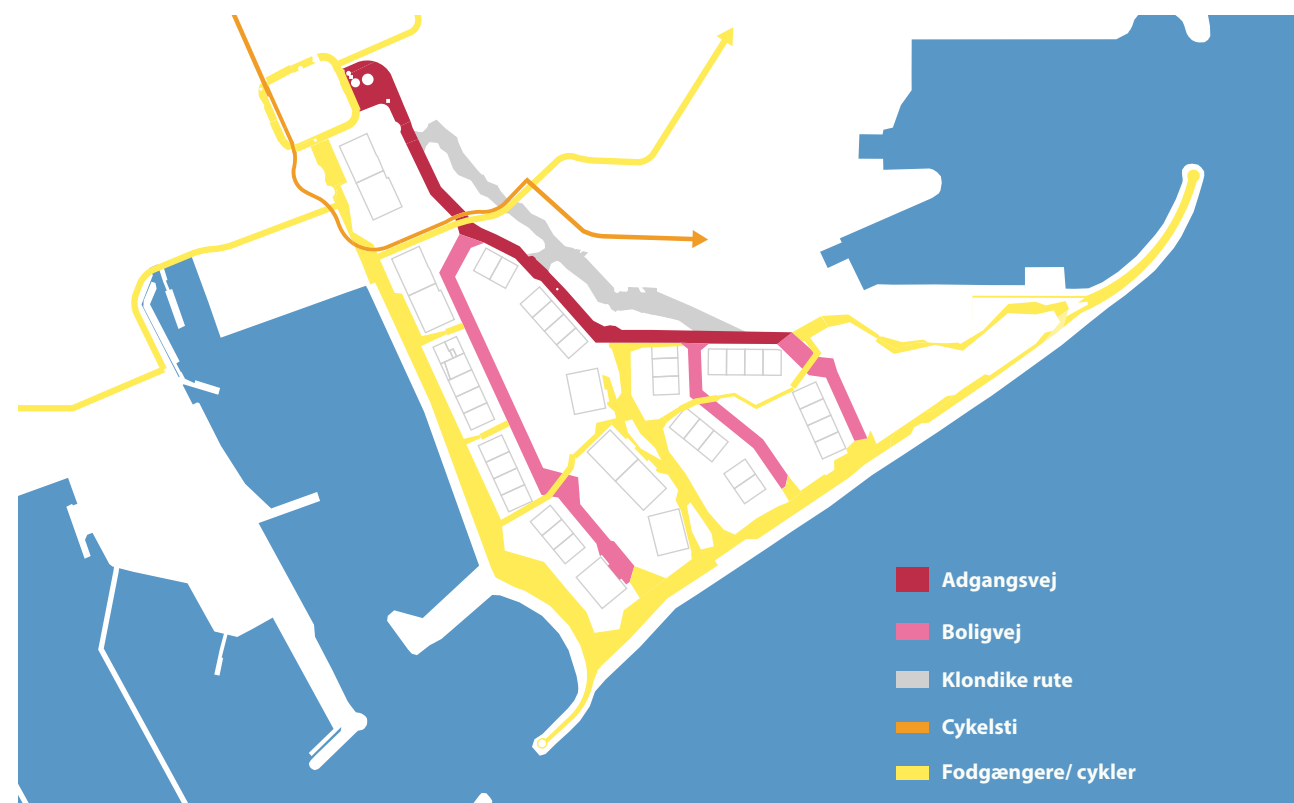 Adgangsvej
Boligvej
Klondike rute
Cykelsti
Fodgængere/ cykler